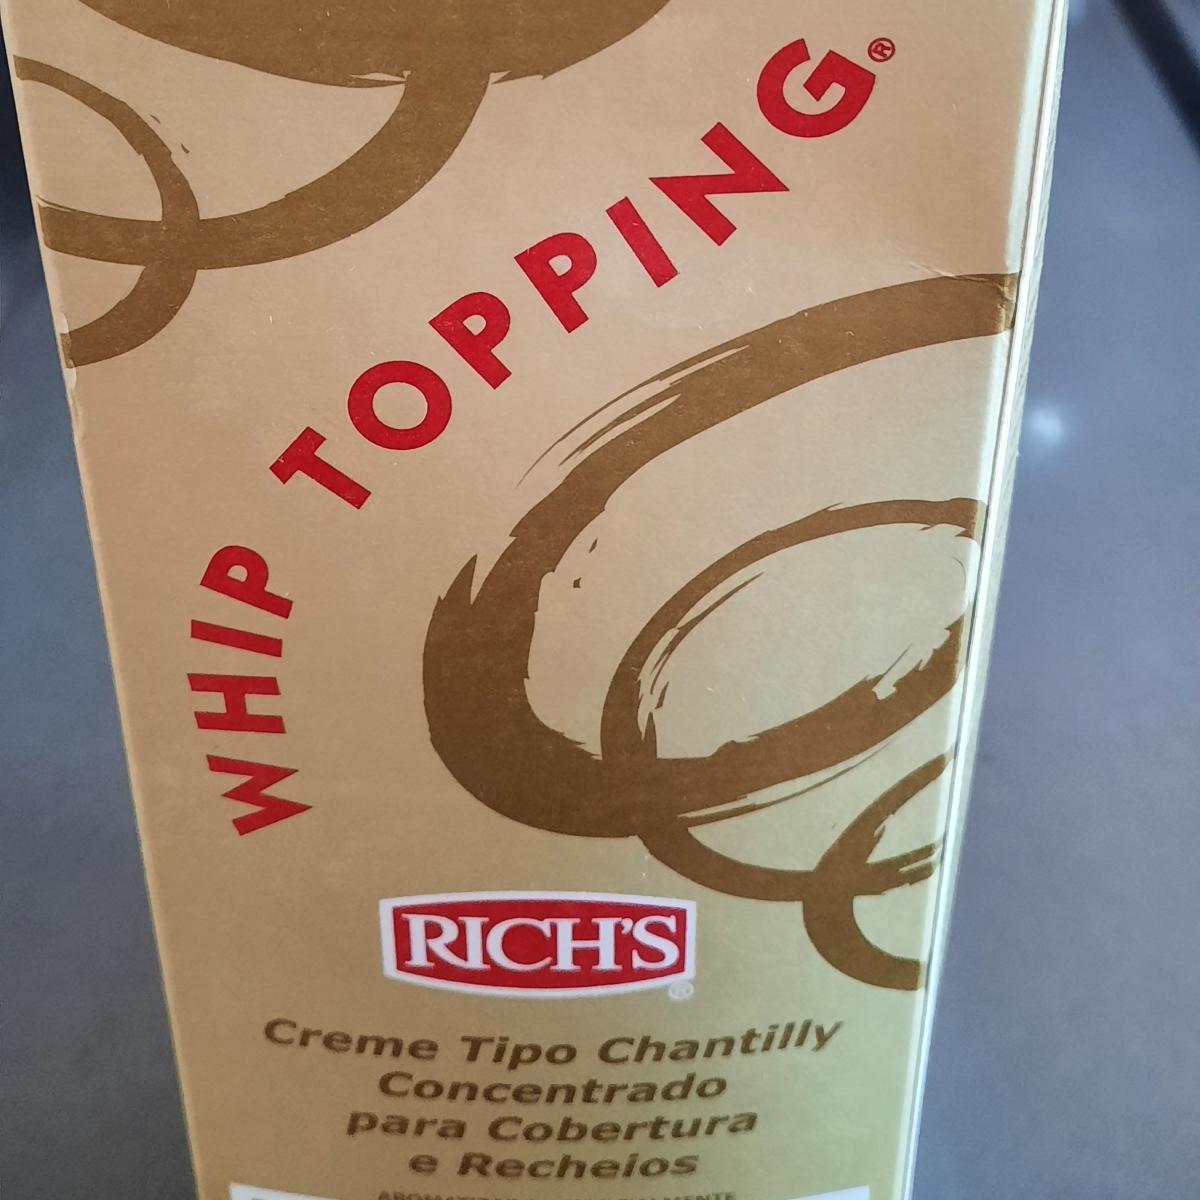 WHIP TOPPING®
RICH'S®
Creme Tipo Chantilly
Concentrado
para Cobertura
e Recheios